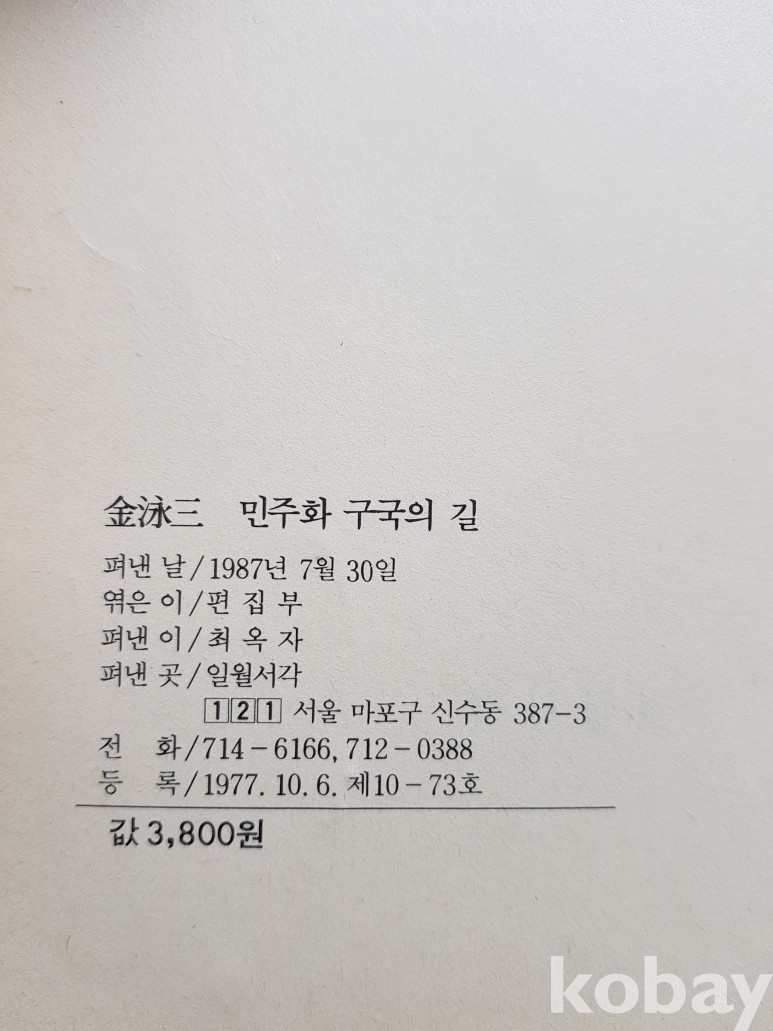 金泳三 민주화 구국의 길
펴낸 날/1987년 7월 30일
엮은 이/편 집 부
펴낸 이/최 옥 자
펴낸 곳/일월서각
121 서울 마포구 신수동 387-3
전 화/714-6166, 712-0388
등 록/1977. 10. 6. 제10-73호
값 3,800원
kobay